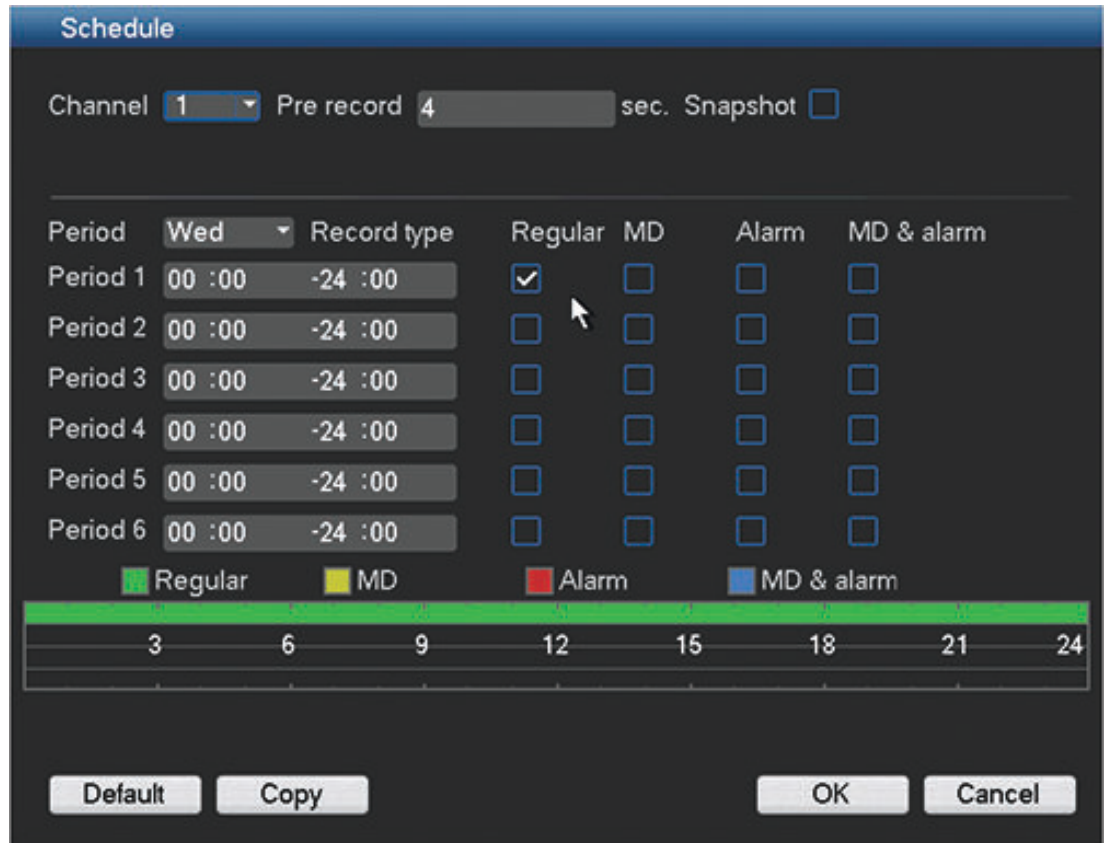 Schedule
Channel 1 Pre record 4 sec. Snapshot
Period Wed Record type Regular MD Alarm MD & alarm
Period 1 00 :00 -24 :00
Period 2 00 :00 -24 :00
Period 3 00 :00 -24 :00
Period 4 00 :00 -24 :00
Period 5 00 :00 -24 :00
Period 6 00 :00 -24 :00
Regular MD Alarm MD & alarm
3 6 9 12 15 18 21 24
Default Copy OK Cancel